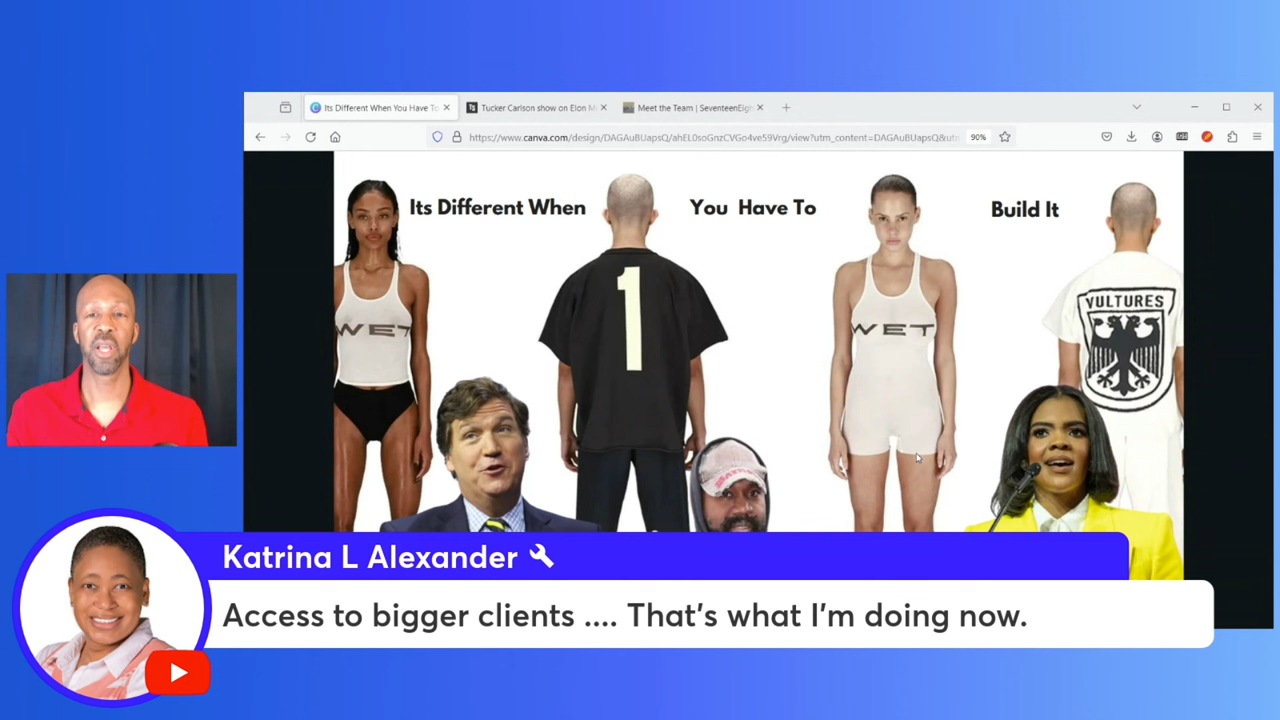 Its Different When You Have To
Tucker Carlson show on Elon M
Meet the Team | SeventeenEigh
https://www.canva.com/design/DAGAuBUapsQ/ahEL0soGnzCVGo4ve59Vrg/view?utm_content=DAGAuBUapsQ&utm
90%
Its Different When You Have To Build It
WET
1
WET
VULTURES
Katrina L Alexander
Access to bigger clients .... That's what I'm doing now.